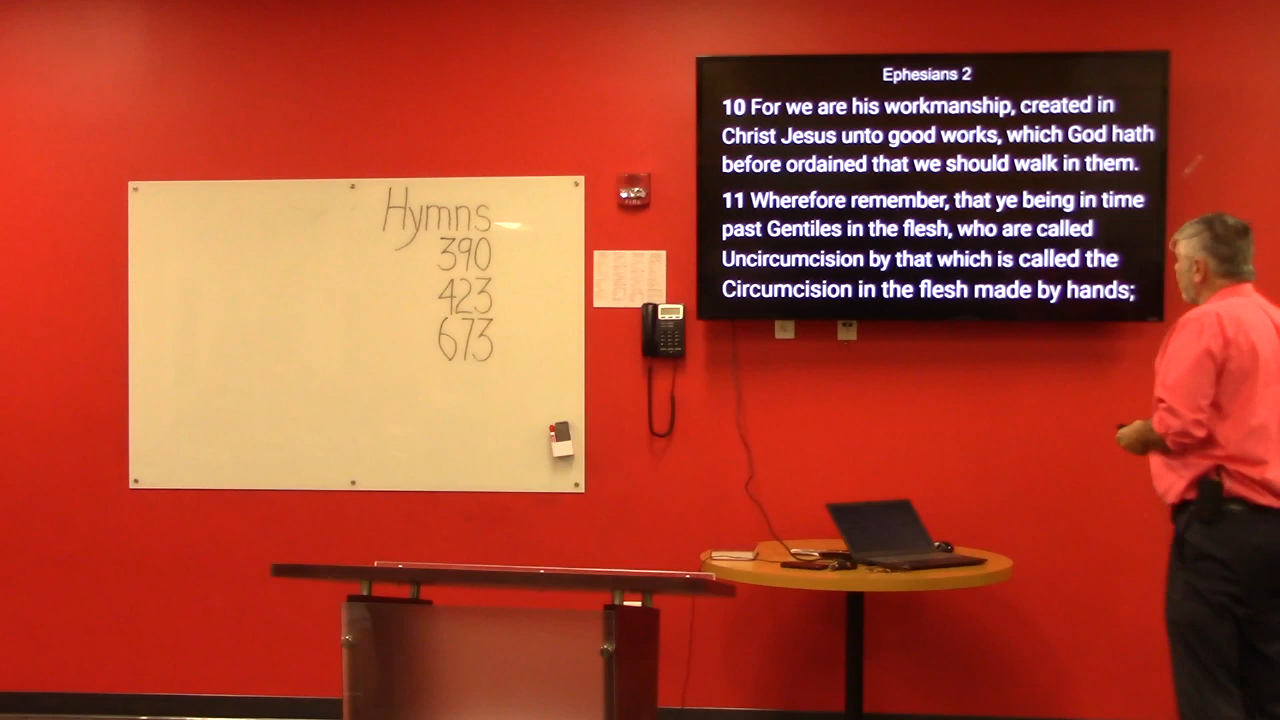 Hymns
390
423
673
FIRE
Ephesians 2
10 For we are his workmanship, created in
Christ Jesus unto good works, which God hath
before ordained that we should walk in them.
11 Wherefore remember, that ye being in time
past Gentiles in the flesh, who are called
Uncircumcision by that which is called the
Circumcision in the flesh made by hands;